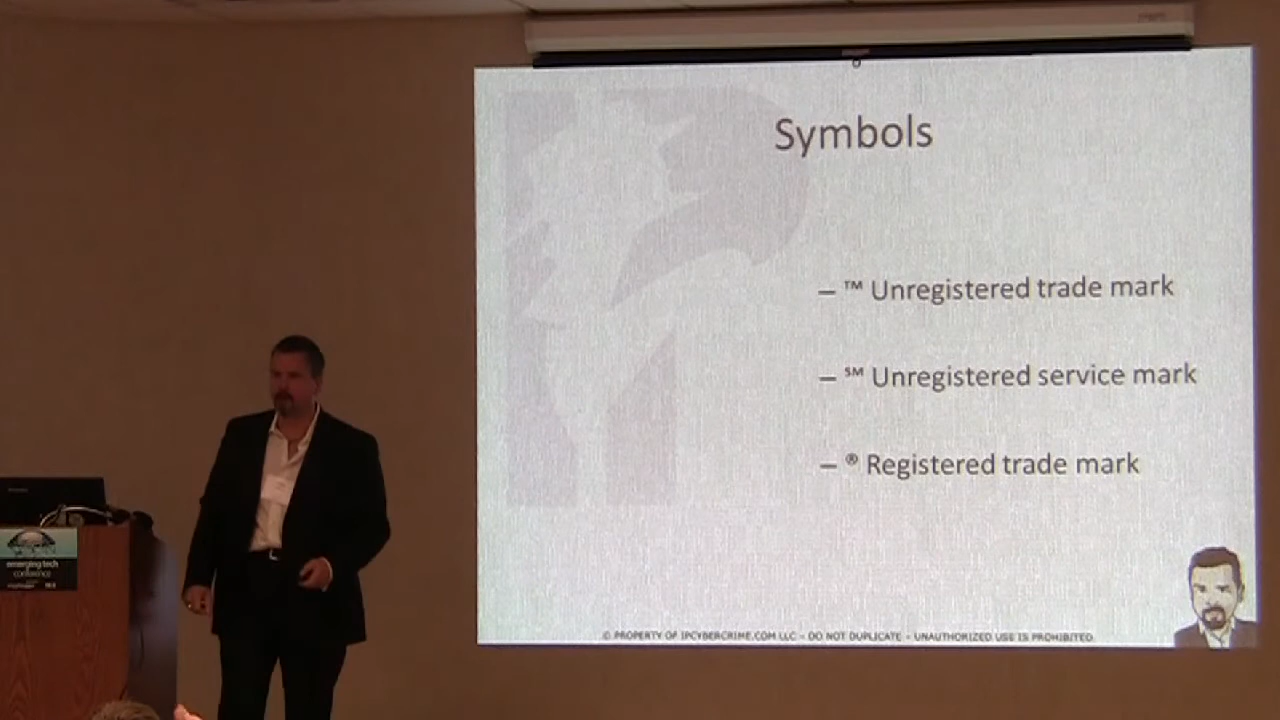 Symbols
– ™ Unregistered trade mark
– ℠ Unregistered service mark
– ® Registered trade mark
© PROPERTY OF IPCYBERCRIME.COM LLC - DO NOT DUPLICATE - UNAUTHORIZED USE IS PROHIBITED
emerging tech
conference